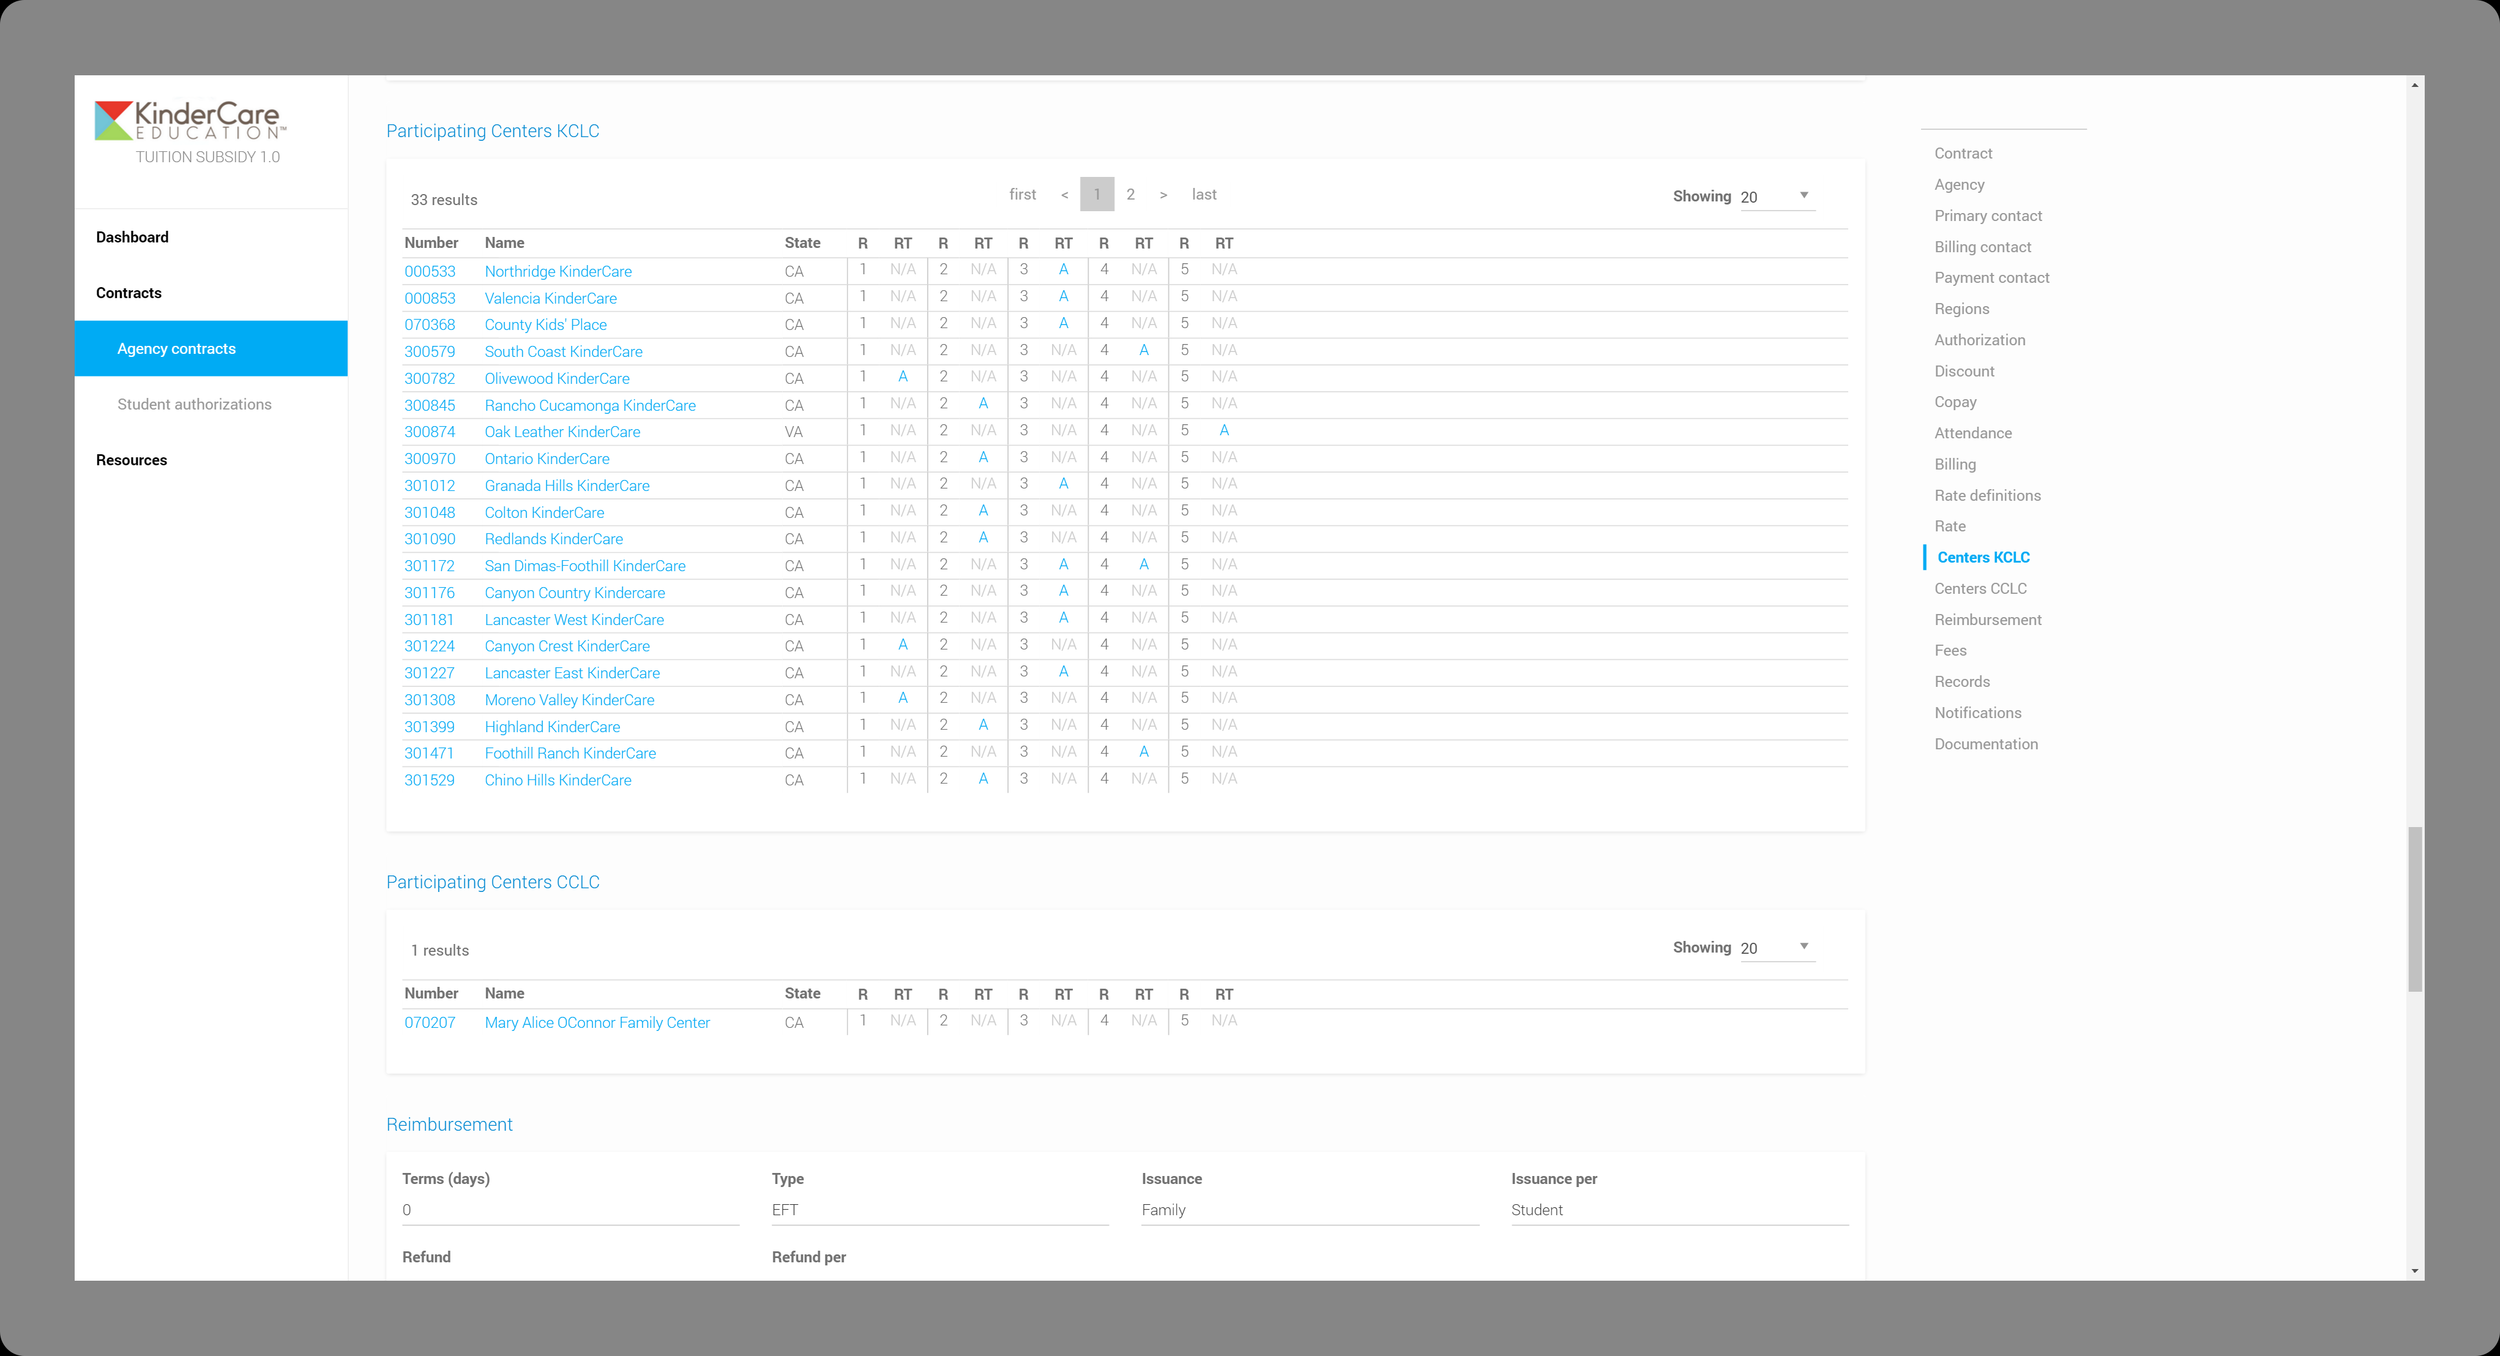 KinderCare
EDUCATION™
TUITION SUBSIDY 1.0
Dashboard
Contracts
Agency contracts
Student authorizations
Resources
Participating Centers KCLC
33 results
first < 1 2 > last
Showing 20
Number Name State R RT R RT R RT R RT R RT
000533 Northridge KinderCare CA 1 N/A 2 N/A 3 A 4 N/A 5 N/A
000853 Valencia KinderCare CA 1 N/A 2 N/A 3 A 4 N/A 5 N/A
070368 County Kids' Place CA 1 N/A 2 N/A 3 A 4 N/A 5 N/A
300579 South Coast KinderCare CA 1 N/A 2 N/A 3 N/A 4 A 5 N/A
300782 Olivewood KinderCare CA 1 A 2 N/A 3 N/A 4 N/A 5 N/A
300845 Rancho Cucamonga KinderCare CA 1 N/A 2 A 3 N/A 4 N/A 5 N/A
300874 Oak Leather KinderCare VA 1 N/A 2 N/A 3 N/A 4 N/A 5 A
300970 Ontario KinderCare CA 1 N/A 2 A 3 N/A 4 N/A 5 N/A
301012 Granada Hills KinderCare CA 1 N/A 2 N/A 3 A 4 N/A 5 N/A
301048 Colton KinderCare CA 1 N/A 2 A 3 N/A 4 N/A 5 N/A
301090 Redlands KinderCare CA 1 N/A 2 A 3 N/A 4 N/A 5 N/A
301172 San Dimas-Foothill KinderCare CA 1 N/A 2 N/A 3 A 4 A 5 N/A
301176 Canyon Country Kindercare CA 1 N/A 2 N/A 3 A 4 N/A 5 N/A
301181 Lancaster West KinderCare CA 1 N/A 2 N/A 3 A 4 N/A 5 N/A
301224 Canyon Crest KinderCare CA 1 A 2 N/A 3 N/A 4 N/A 5 N/A
301227 Lancaster East KinderCare CA 1 N/A 2 N/A 3 A 4 N/A 5 N/A
301308 Moreno Valley KinderCare CA 1 A 2 N/A 3 N/A 4 N/A 5 N/A
301399 Highland KinderCare CA 1 N/A 2 A 3 N/A 4 N/A 5 N/A
301471 Foothill Ranch KinderCare CA 1 N/A 2 N/A 3 N/A 4 A 5 N/A
301529 Chino Hills KinderCare CA 1 N/A 2 A 3 N/A 4 N/A 5 N/A
Participating Centers CCLC
1 results
Showing 20
Number Name State R RT R RT R RT R RT R RT
070207 Mary Alice OConnor Family Center CA 1 N/A 2 N/A 3 N/A 4 N/A 5 N/A
Reimbursement
Terms (days) Type Issuance Issuance per
0 EFT Family Student
Refund Refund per
Contract
Agency
Primary contact
Billing contact
Payment contact
Regions
Authorization
Discount
Copay
Attendance
Billing
Rate definitions
Rate
Centers KCLC
Centers CCLC
Reimbursement
Fees
Records
Notifications
Documentation